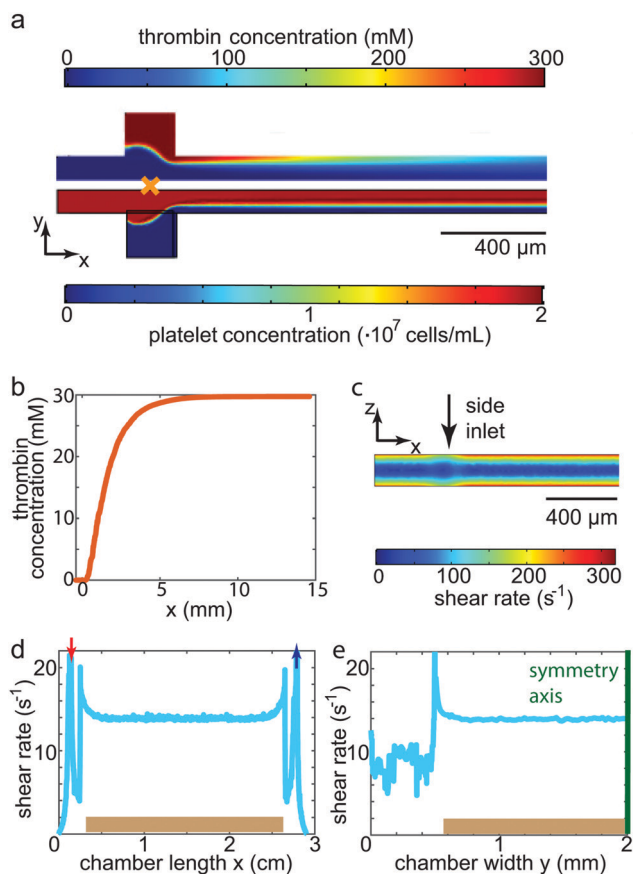 a
thrombin concentration (mM)
0 100 200 300
y
x
400 µm
0 1 2
platelet concentration (·10⁷ cells/mL)
b
thrombin
concentration (mM)
30
20
10
0
0 5 10 15
x (mm)
c
z
x
side
inlet
400 µm
0 100 200 300
shear rate (s⁻¹)
d
shear rate (s⁻¹)
20
10
0
0 1 2 3
chamber length x (cm)
e
shear rate (s⁻¹)
20
10
0
symmetry
axis
0 1 2
chamber width y (mm)